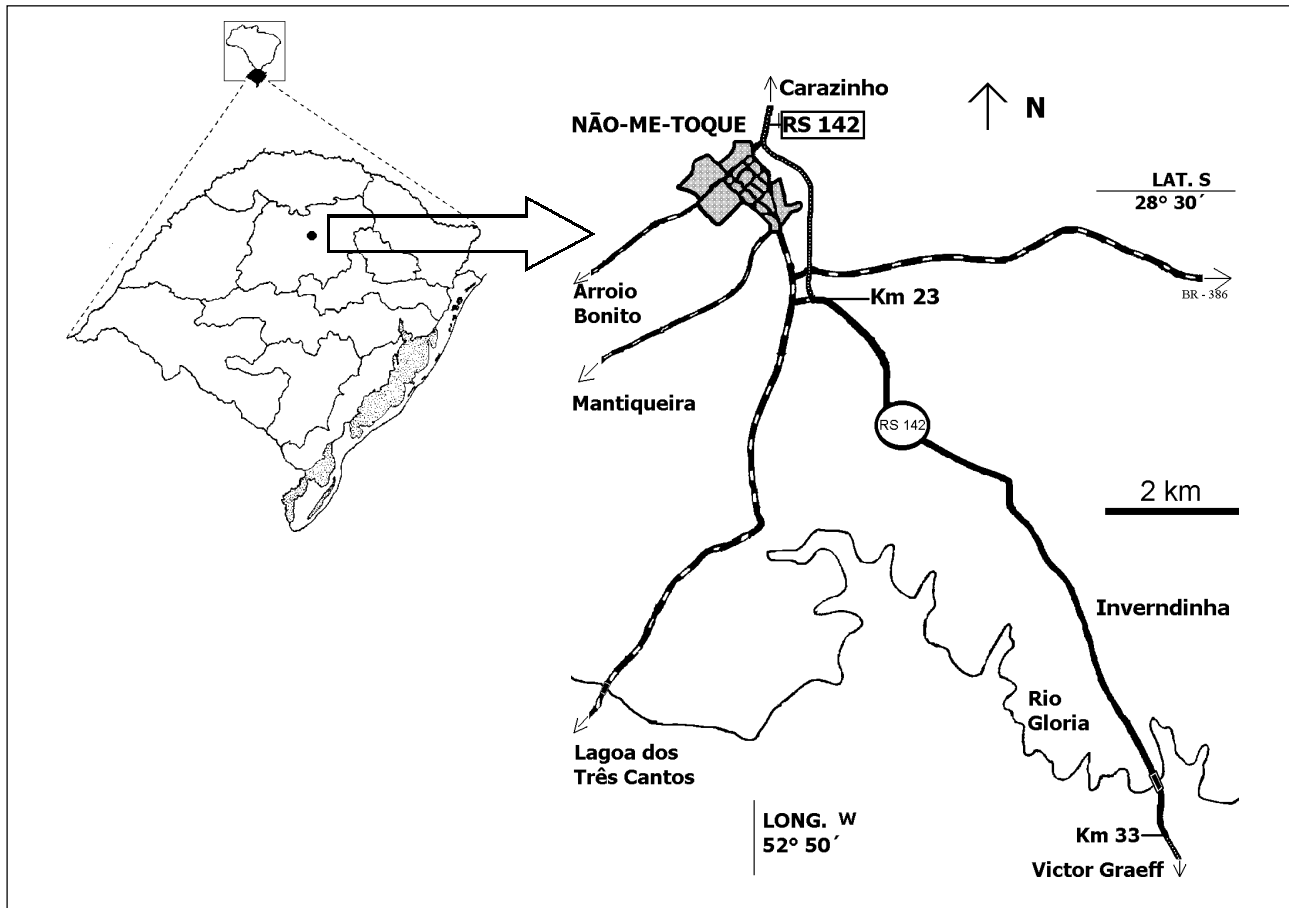 Carazinho
N
NÃO-ME-TOQUE
RS 142
LAT. S
28° 30´
Arroio
Bonito
Km 23
BR - 386
Mantiqueira
RS 142
2 km
Inverndinha
Rio
Gloria
Lagoa dos
Três Cantos
LONG. W
52° 50´
Km 33
Victor Graeff